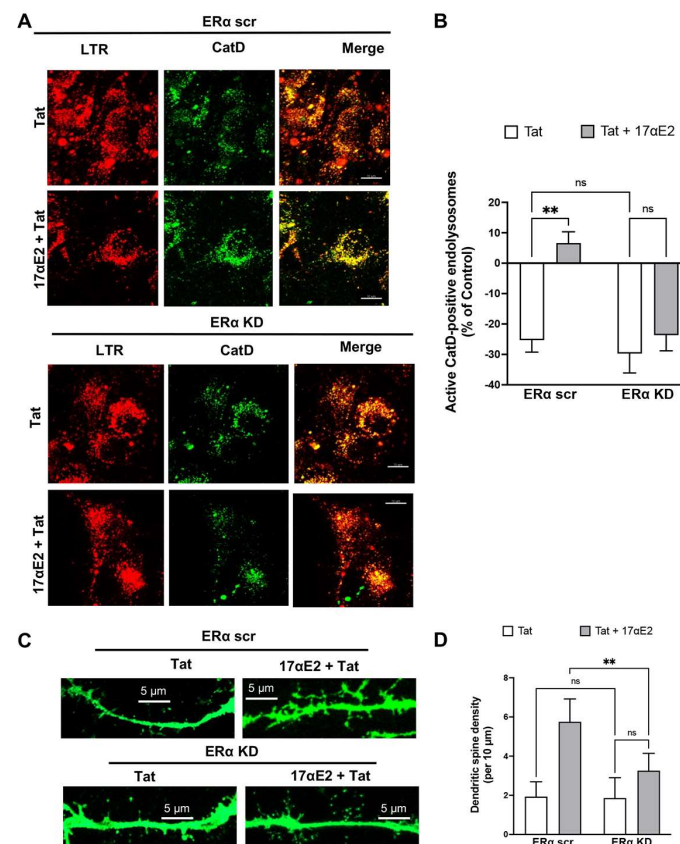 A
ERα scr
LTR CatD Merge
Tat
17αE2 + Tat
ERα KD
LTR CatD Merge
Tat
17αE2 + Tat
B
Tat Tat + 17αE2
ns
** ns
20
10
0
-10
-20
-30
-40
Active CatD-positive endolysosomes
(% of Control)
ERα scr ERα KD
C
ERα scr
Tat 17αE2 + Tat
5 µm 5 µm
ERα KD
Tat 17αE2 + Tat
5 µm 5 µm
D
Tat Tat + 17αE2
**
ns
ns
8
6
4
2
0
Dendritic spine density
(per 10 µm)
ERα scr ERα KD